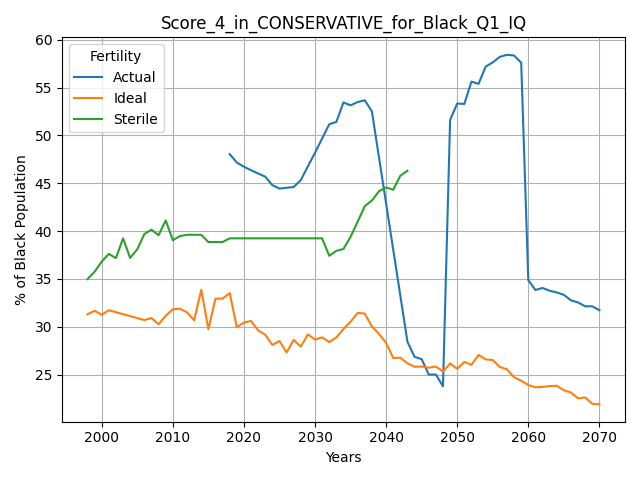 Score_4_in_CONSERVATIVE_for_Black_Q1_IQ
Fertility
Actual
Ideal
Sterile
% of Black Population
60
55
50
45
40
35
30
25
2000 2010 2020 2030 2040 2050 2060 2070
Years